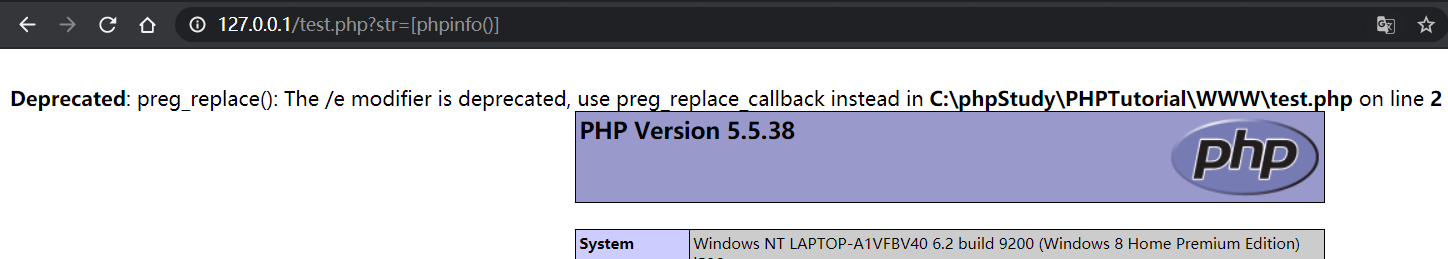 127.0.0.1/test.php?str=[phpinfo()]
Deprecated: preg_replace(): The /e modifier is deprecated, use preg_replace_callback instead in C:\phpStudy\PHPTutorial\WWW\test.php on line 2
PHP Version 5.5.38
php
System Windows NT LAPTOP-A1VFBV40 6.2 build 9200 (Windows 8 Home Premium Edition)